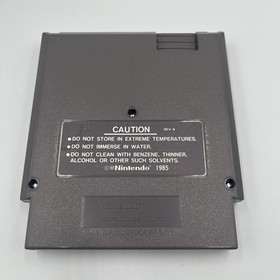 CAUTION
REV-A
• DO NOT STORE IN EXTREME TEMPERATURES.
• DO NOT IMMERSE IN WATER.
• DO NOT CLEAN WITH BENZENE, THINNER,
ALCOHOL OR OTHER SUCH SOLVENTS.
Nintendo 1985